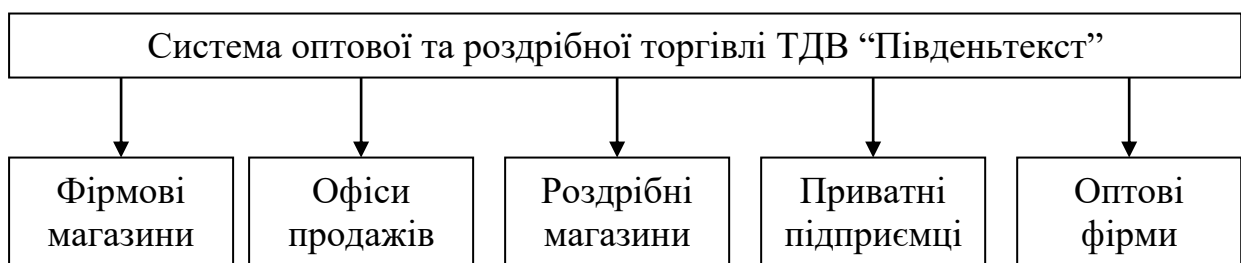 Система оптової та роздрібної торгівлі ТДВ “Південьтекст”
Фірмові
магазини
Офіси
продажів
Роздрібні
магазини
Приватні
підприємці
Оптові
фірми